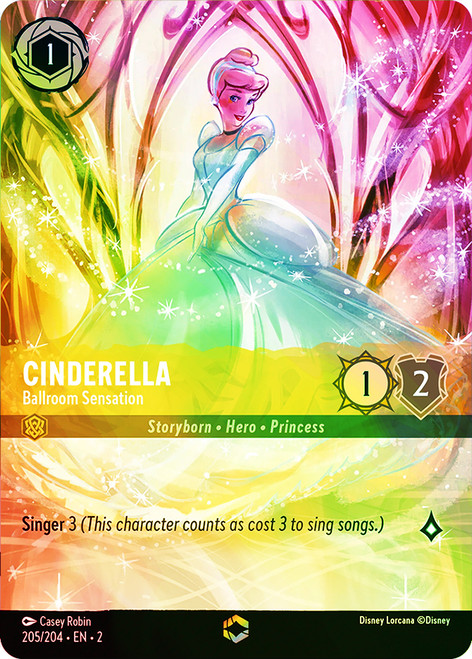 1
CINDERELLA
Ballroom Sensation
1
2
Storyborn • Hero • Princess
Singer 3 (This character counts as cost 3 to sing songs.)
Casey Robin
Disney Lorcana ©Disney
205/204 • EN • 2